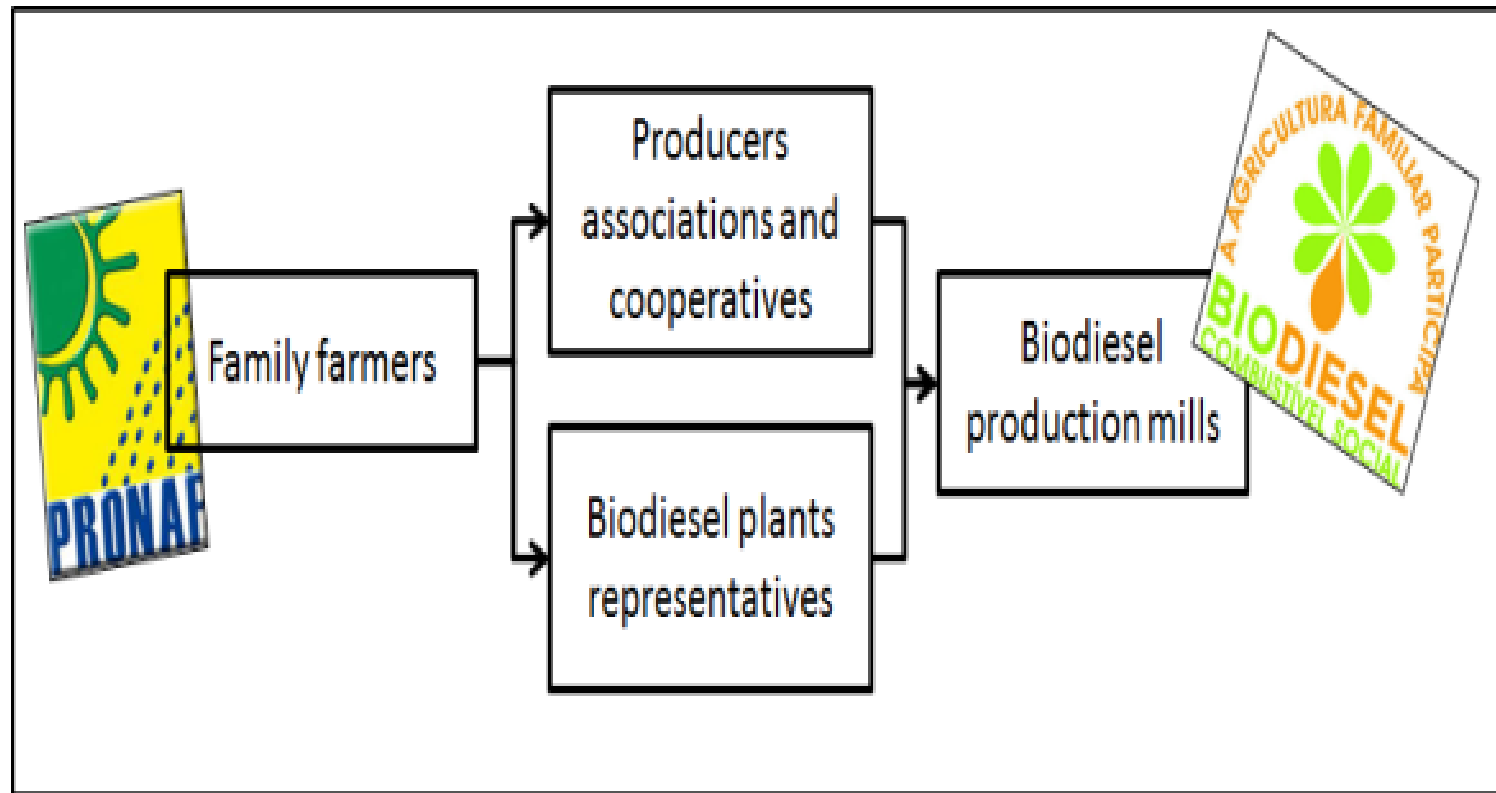 PRONAF
Family farmers
Producers
associations and
cooperatives
Biodiesel plants
representatives
Biodiesel
production mills
A AGRICULTURA FAMILIAR PARTICIPA
BIODIESEL
COMBUSTÍVEL SOCIAL